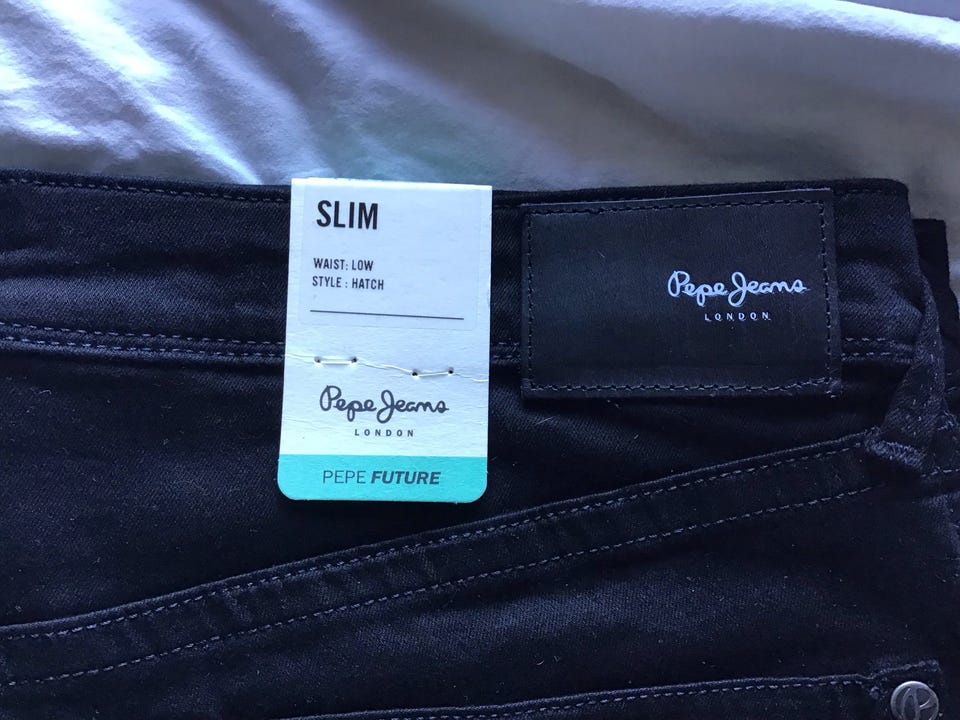 SLIM
WAIST: LOW
STYLE : HATCH
Pepe Jeans
LONDON
PEPE FUTURE
Pepe Jeans
LONDON